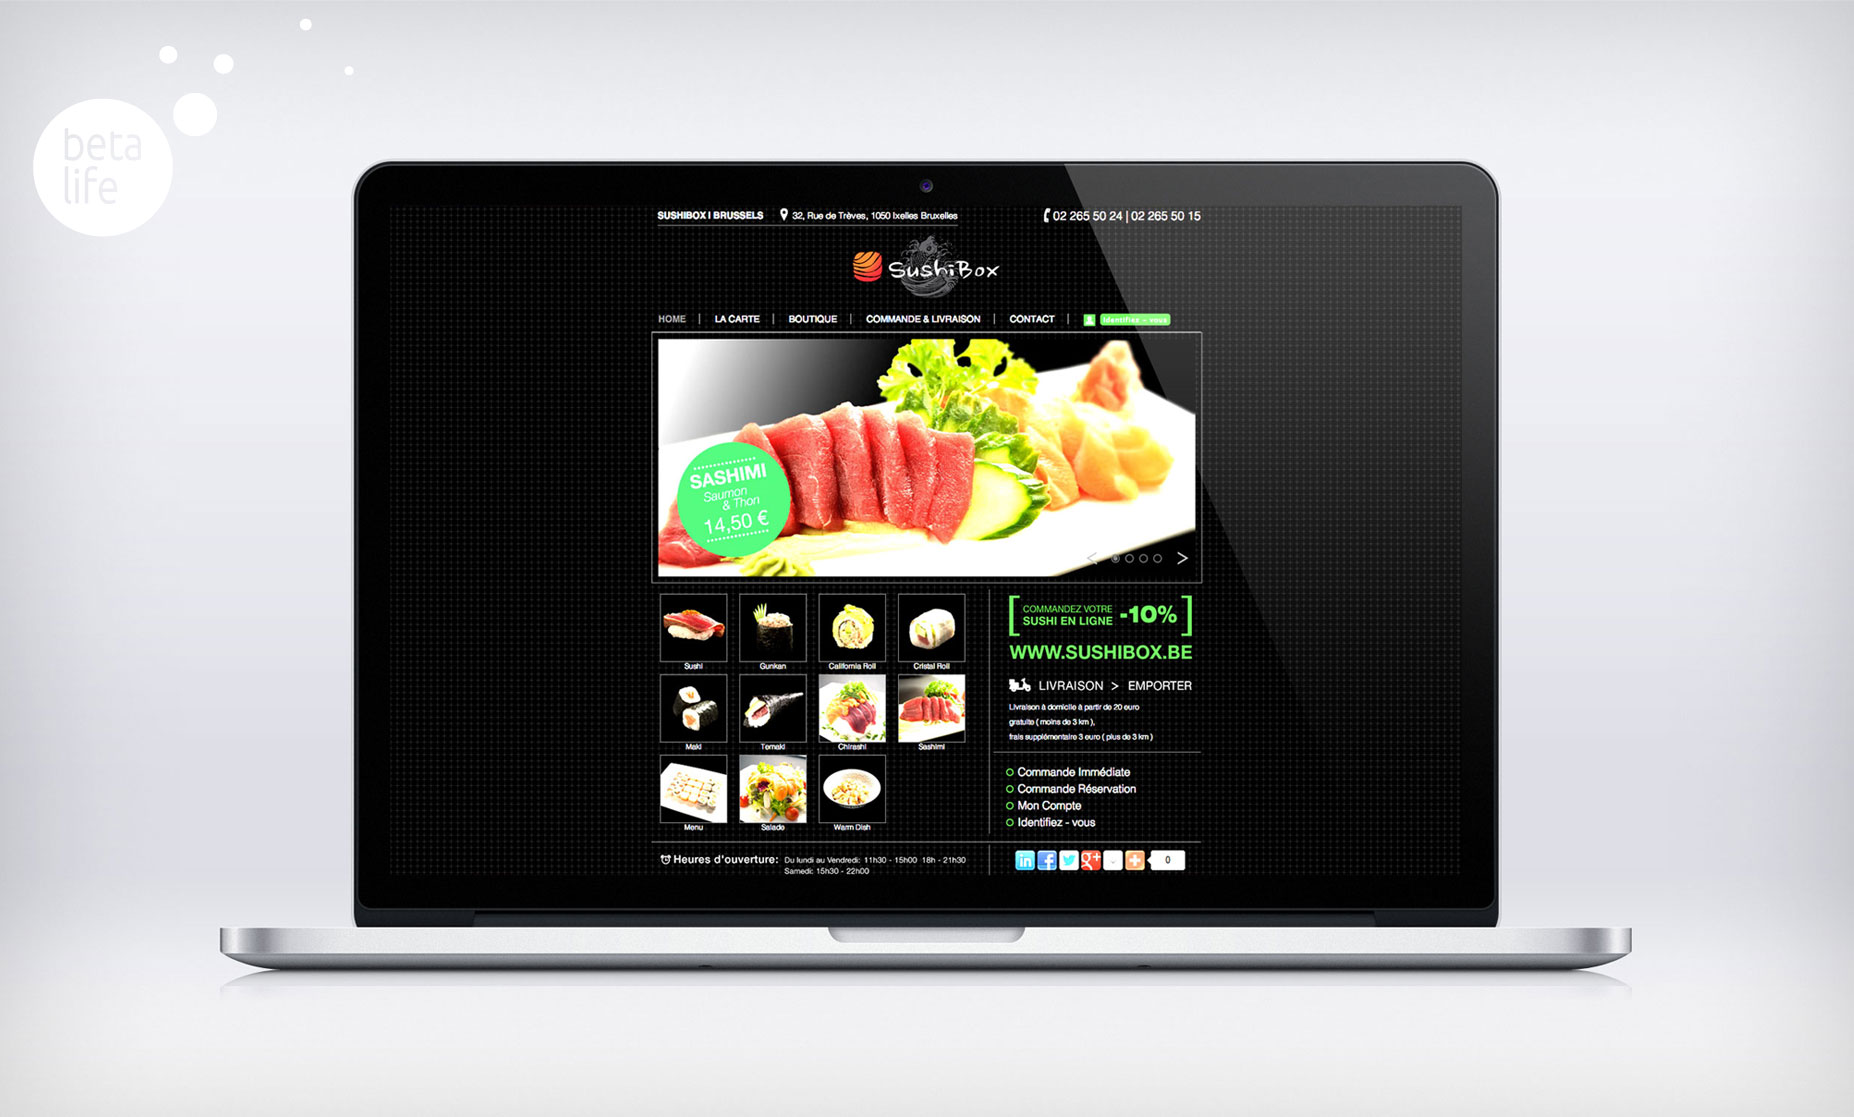 beta
life
SUSHIBOX | BRUSSELS 32, Rue de Trèves, 1050 Ixelles Bruxelles
02 265 50 24 | 02 265 50 15
SushiBox
HOME | LA CARTE | BOUTIQUE | COMMANDE & LIVRAISON | CONTACT | Identifiez - vous
SASHIMI
Saumon
& Thon
14,50 €
< >
Sushi Gunkan California Roll Cristal Roll
Maki Temaki Chirashi Sashimi
Menu Salade Warm Dish
COMMANDEZ VOTRE
SUSHI EN LIGNE -10%
WWW.SUSHIBOX.BE
LIVRAISON > EMPORTER
Livraison à domicile à partir de 20 euro
gratuite ( moins de 3 km ),
frais supplémentaire 3 euro ( plus de 3 km )
Commande Immédiate
Commande Réservation
Mon Compte
Identifiez - vous
Heures d'ouverture: Du lundi au Vendredi: 11h30 - 15h00 18h - 21h30
Samedi: 15h30 - 22h00
in f g+ + 0